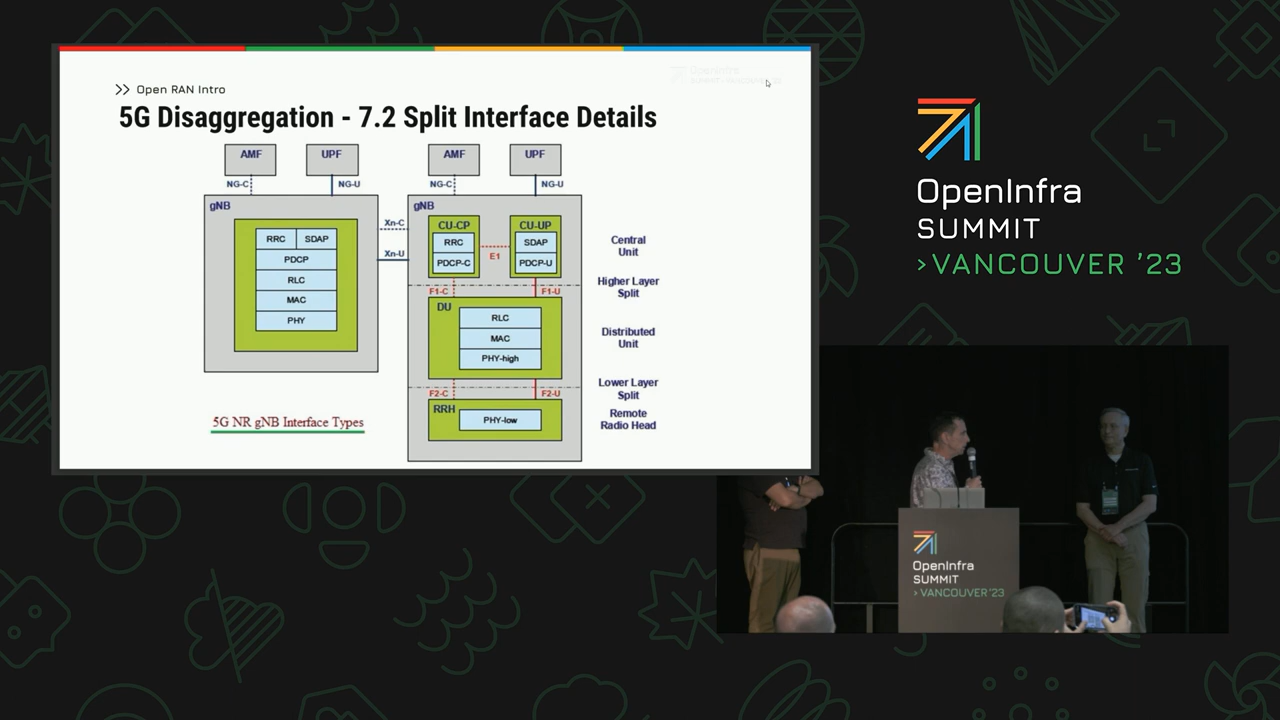 >> Open RAN Intro
5G Disaggregation - 7.2 Split Interface Details
AMF
UPF
NG-C
NG-U
gNB
RRC
SDAP
PDCP
RLC
MAC
PHY
Xn-C
Xn-U
AMF
UPF
NG-C
NG-U
gNB
CU-CP
RRC
PDCP-C
E1
CU-UP
SDAP
PDCP-U
F1-C
F1-U
DU
RLC
MAC
PHY-high
F2-C
F2-U
RRH
PHY-low
Central
Unit
Higher Layer
Split
Distributed
Unit
Lower Layer
Split
Remote
Radio Head
5G NR gNB Interface Types
OpenInfra
SUMMIT
>VANCOUVER '23
OpenInfra
SUMMIT
> VANCOUVER '23